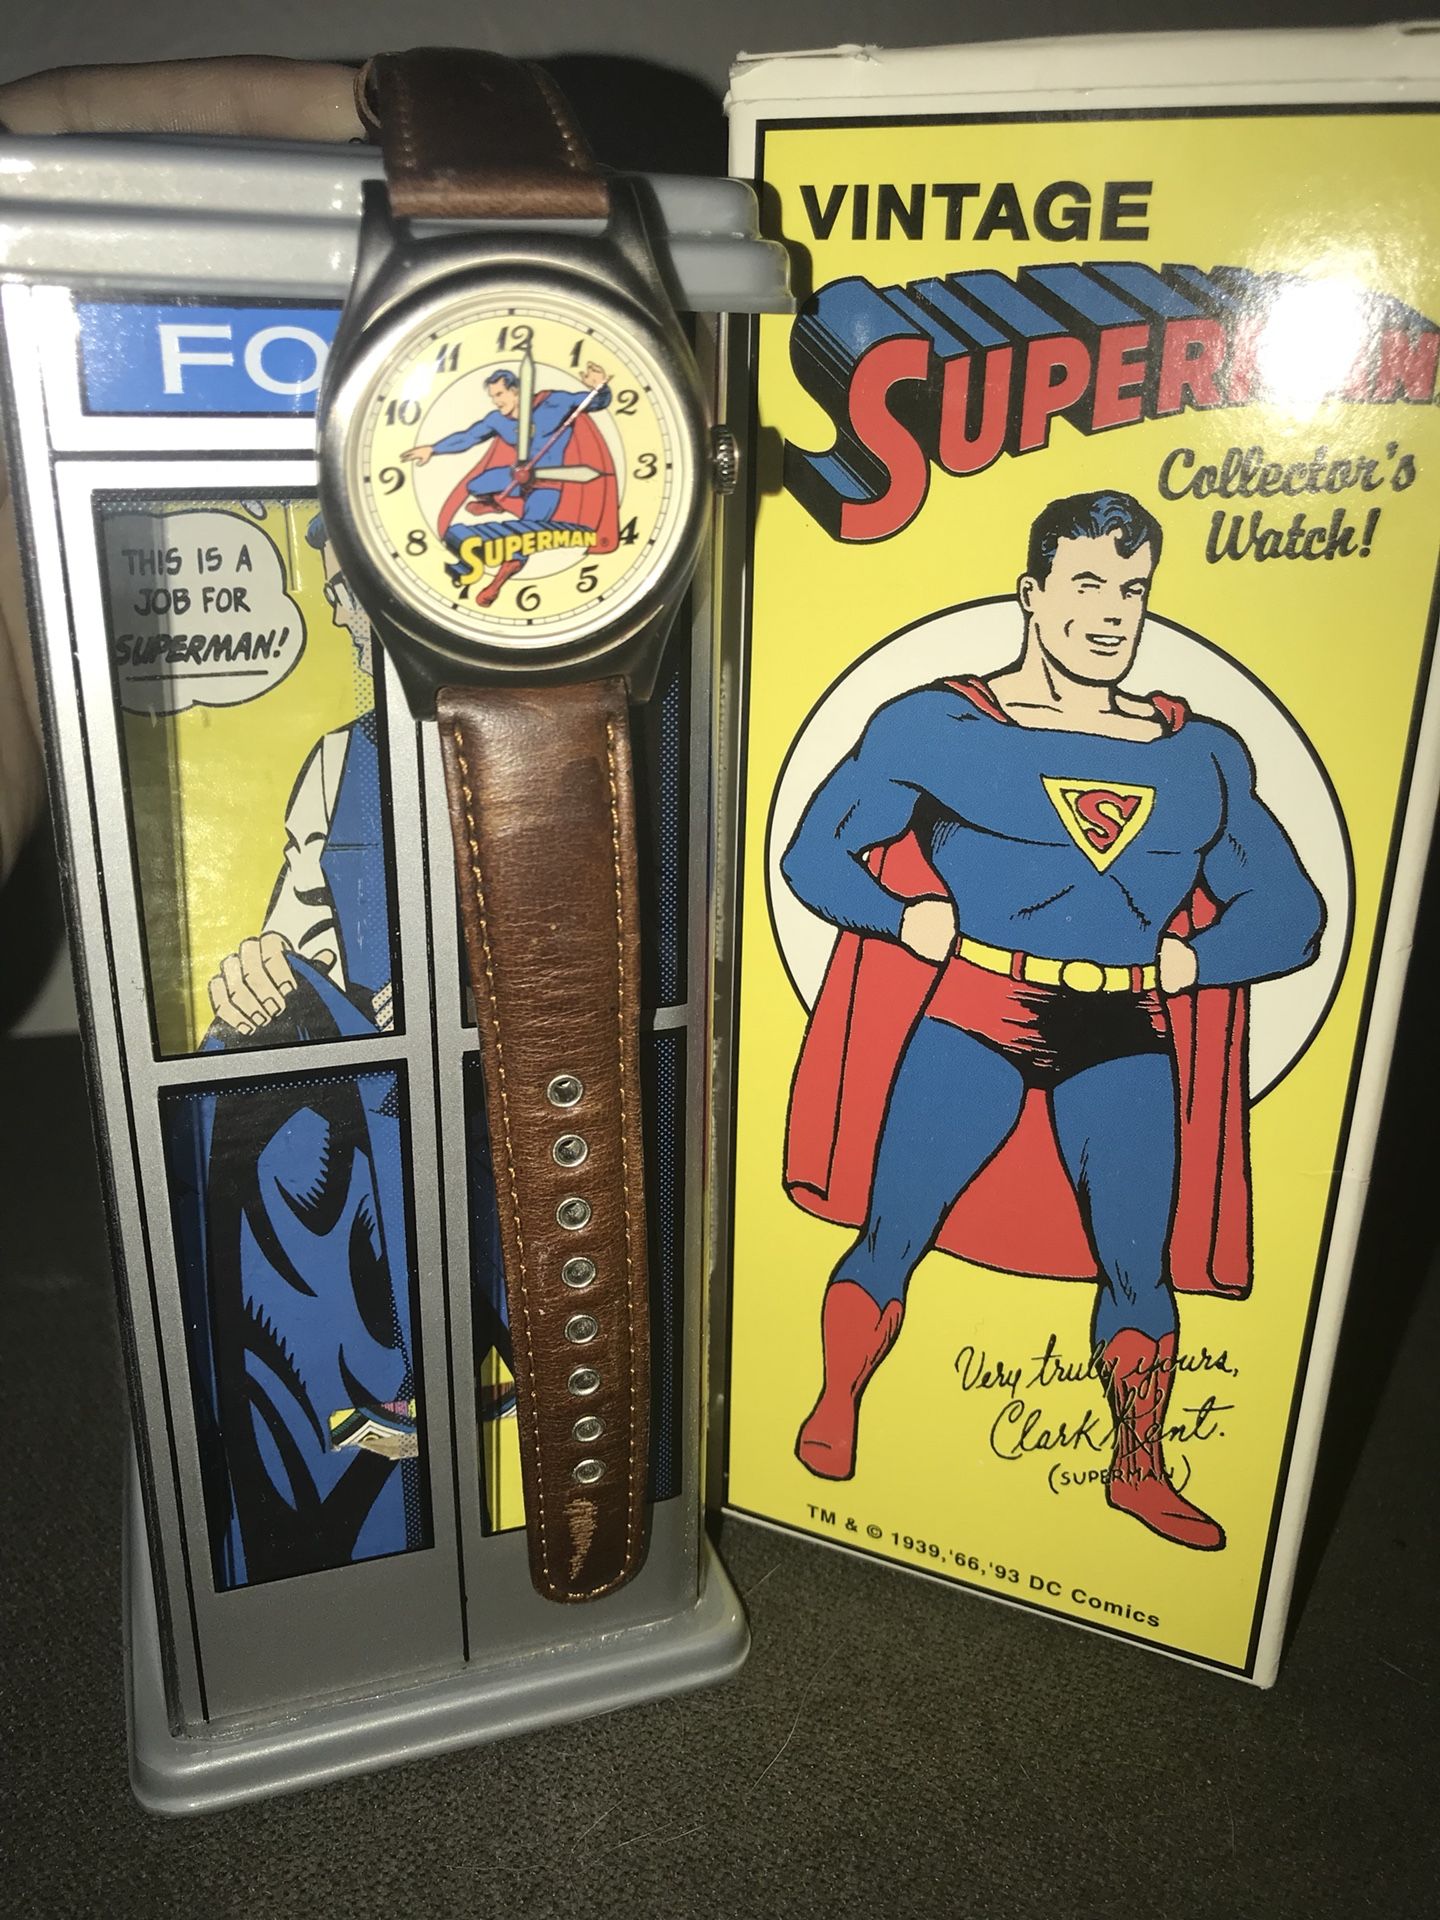 VINTAGE
SUPERMAN
Collector's
Watch!
Very truly yours,
Clark Kent.
(SUPERMAN)
TM & © 1939,'66,'93 DC Comics
FO
THIS IS A
JOB FOR
SUPERMAN!
12
1
2
3
4
5
6
7
8
9
10
11
SUPERMAN®